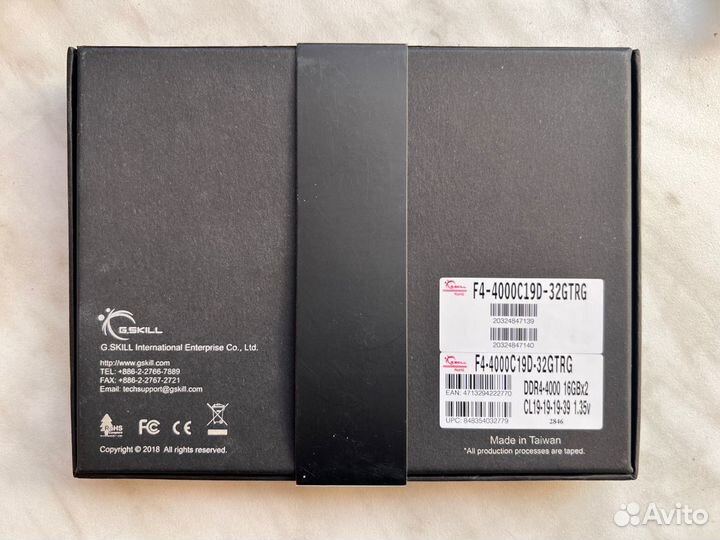 G.SKILL
G.SKILL International Enterprise Co., Ltd.
http://www.gskill.com
TEL: +886-2-2766-7889
FAX: +886-2-2767-2721
Email: techsupport@gskill.com
FC CE
Copyright © 2018 All rights reserved.
F4-4000C19D-32GTRG
20324847139
20324847140
F4-4000C19D-32GTRG
EAN: 4713294222770
DDR4-4000 16GBx2
CL19-19-19-39 1.35v
UPC: 848354032779
2846
Made in Taiwan
*All production processes are taped.
Avito